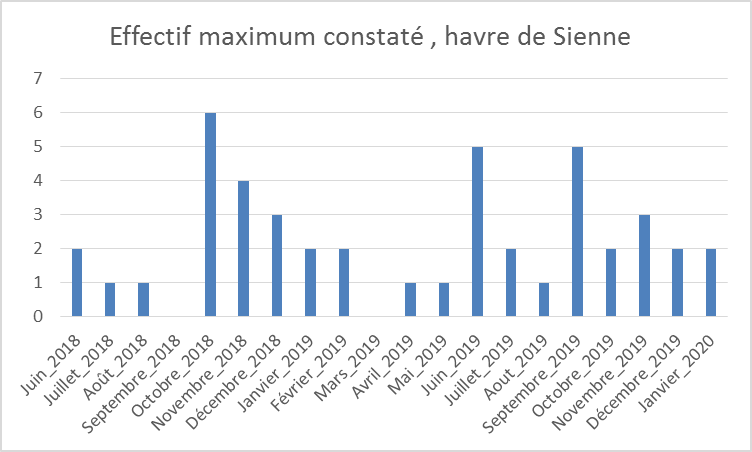 Effectif maximum constaté , havre de Sienne
7
6
5
4
3
2
1
0
Juin_2018
Juillet_2018
Août_2018
Septembre_2018
Octobre_2018
Novembre_2018
Décembre_2018
Janvier_2019
Février_2019
Mars_2019
Avril_2019
Mai_2019
Juin_2019
Juillet_2019
Aout_2019
Septembre_2019
Octobre_2019
Novembre_2019
Décembre_2019
Janvier_2020